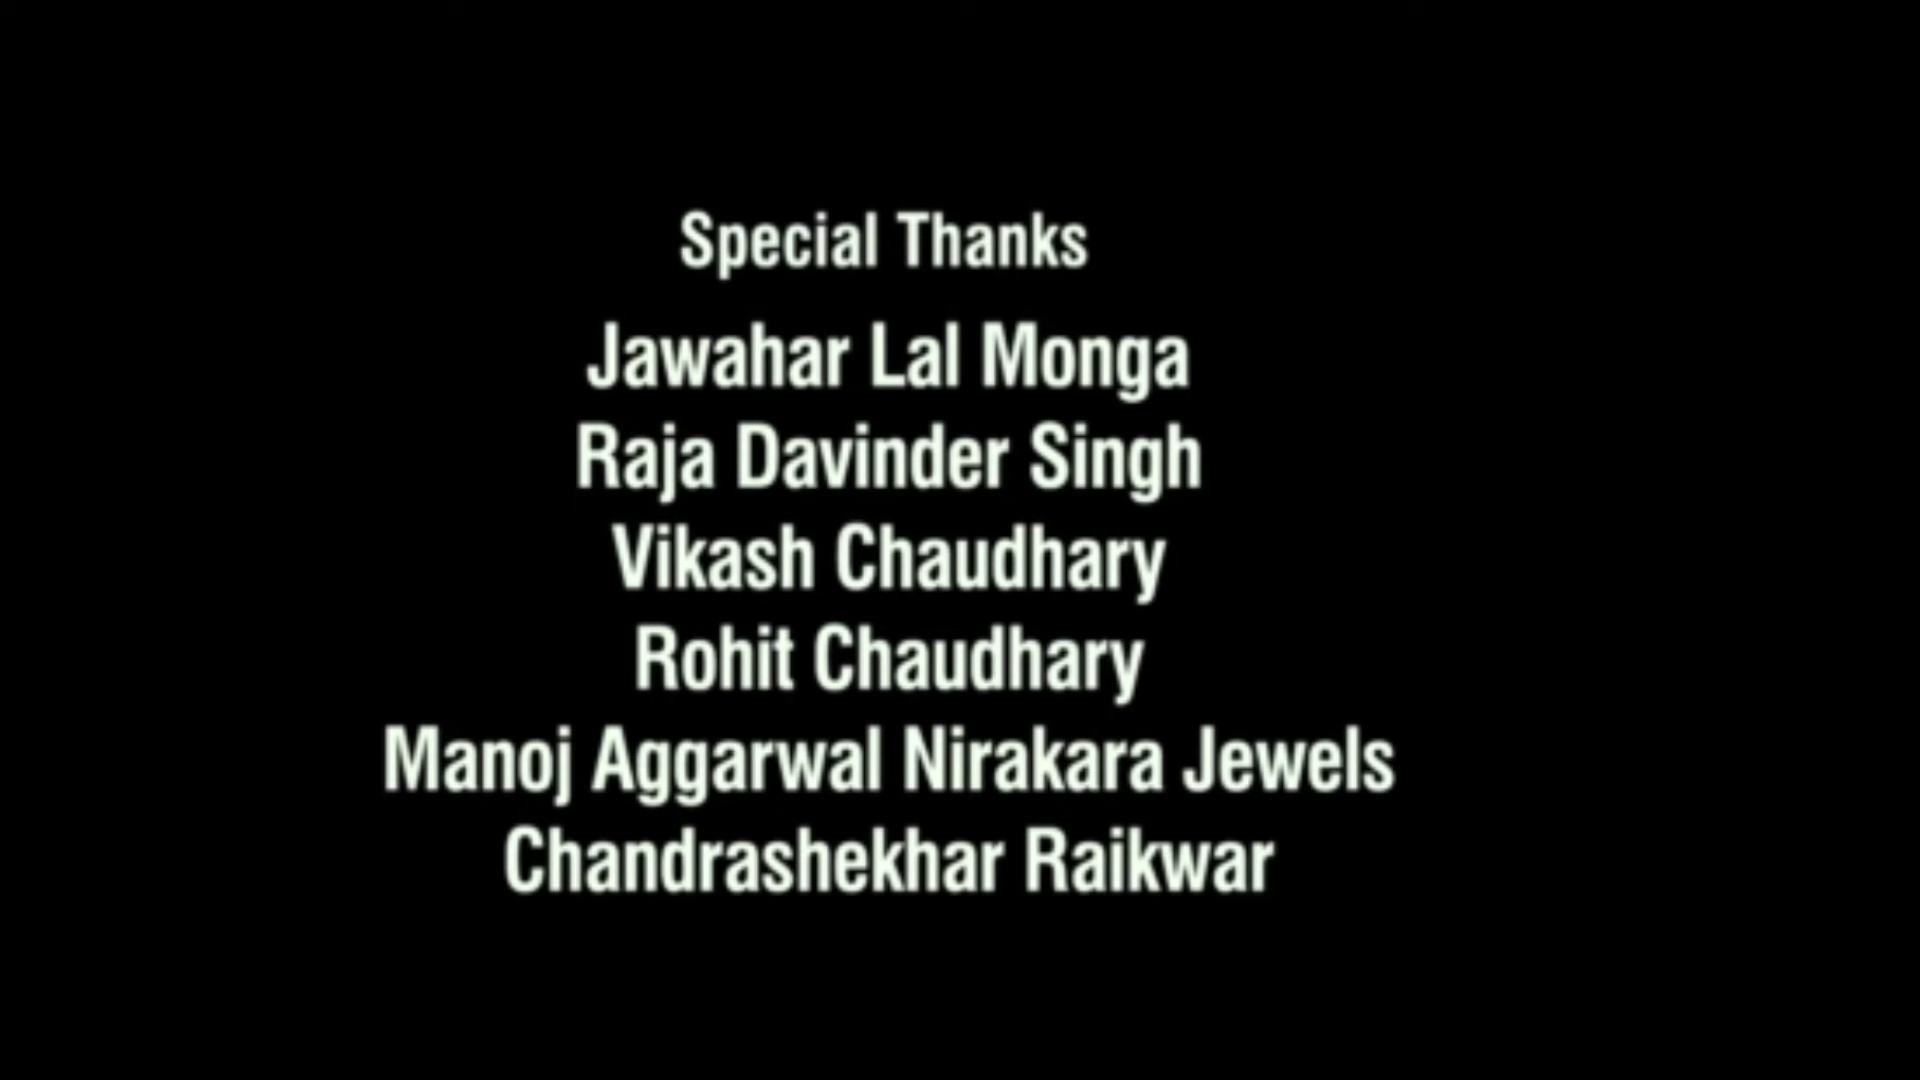 Special Thanks
Jawahar Lal Monga
Raja Davinder Singh
Vikash Chaudhary
Rohit Chaudhary
Manoj Aggarwal Nirakara Jewels
Chandrashekhar Raikwar